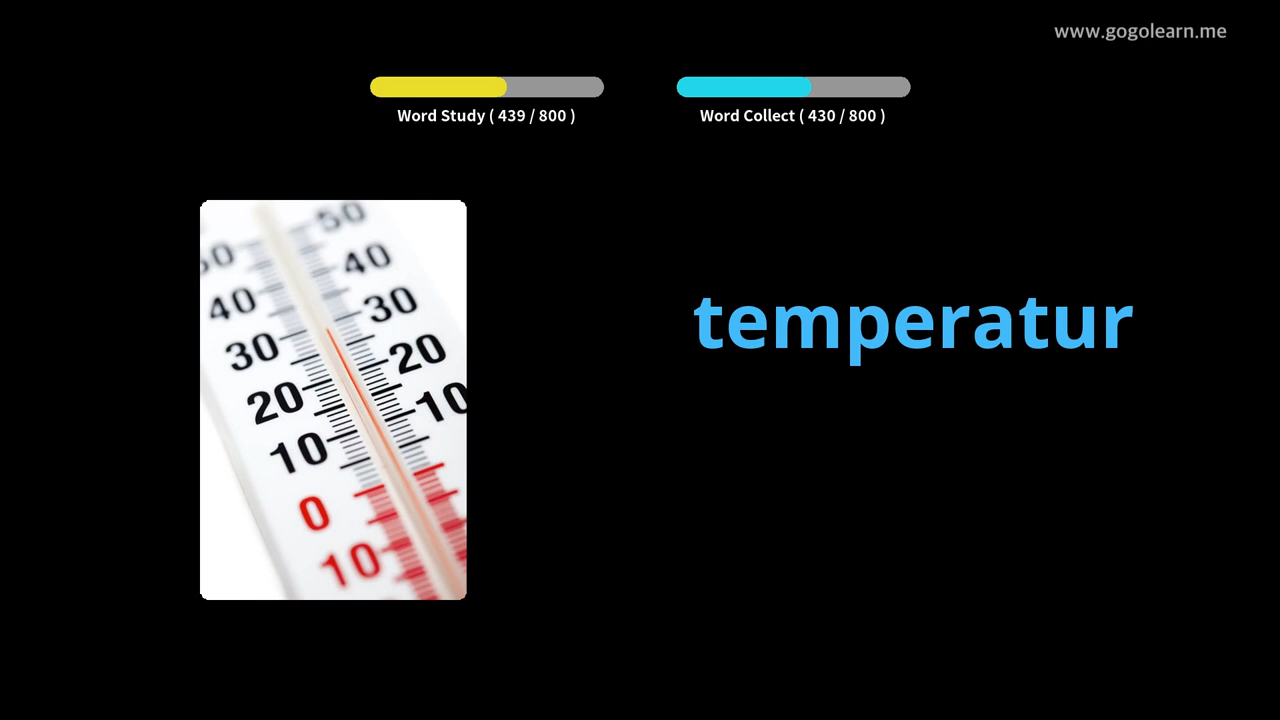 www.gogolearn.me
Word Study ( 439 / 800 )
Word Collect ( 430 / 800 )
temperatur
50
40 40
30 30
20 20
10 10
0
10